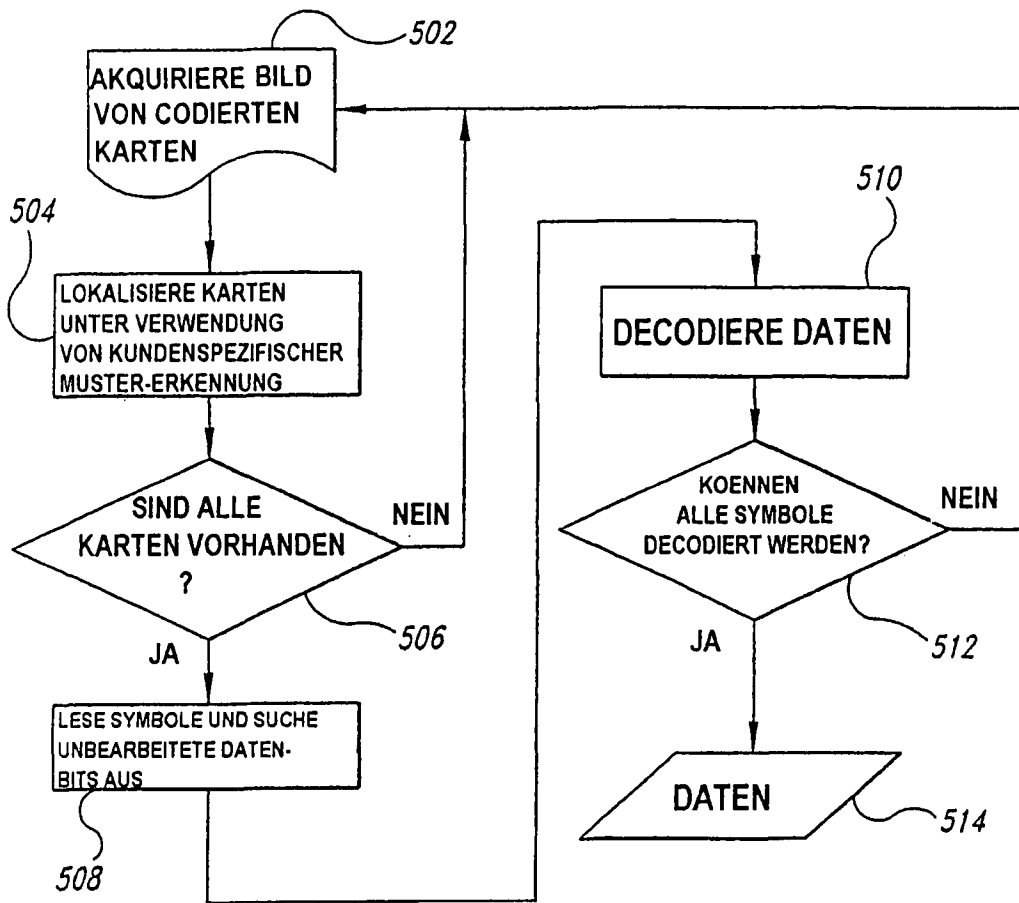 502
AKQUIRIERE BILD
VON CODIERTEN
KARTEN
504
LOKALISIERE KARTEN
UNTER VERWENDUNG
VON KUNDENSPEZIFISCHER
MUSTER-ERKENNUNG
SIND ALLE
KARTEN VORHANDEN
?
NEIN
506
JA
LESE SYMBOLE UND SUCHE
UNBEARBEITETE DATEN-
BITS AUS
508
510
DECODIERE DATEN
KOENNEN
ALLE SYMBOLE
DECODIERT WERDEN?
NEIN
512
JA
DATEN
514